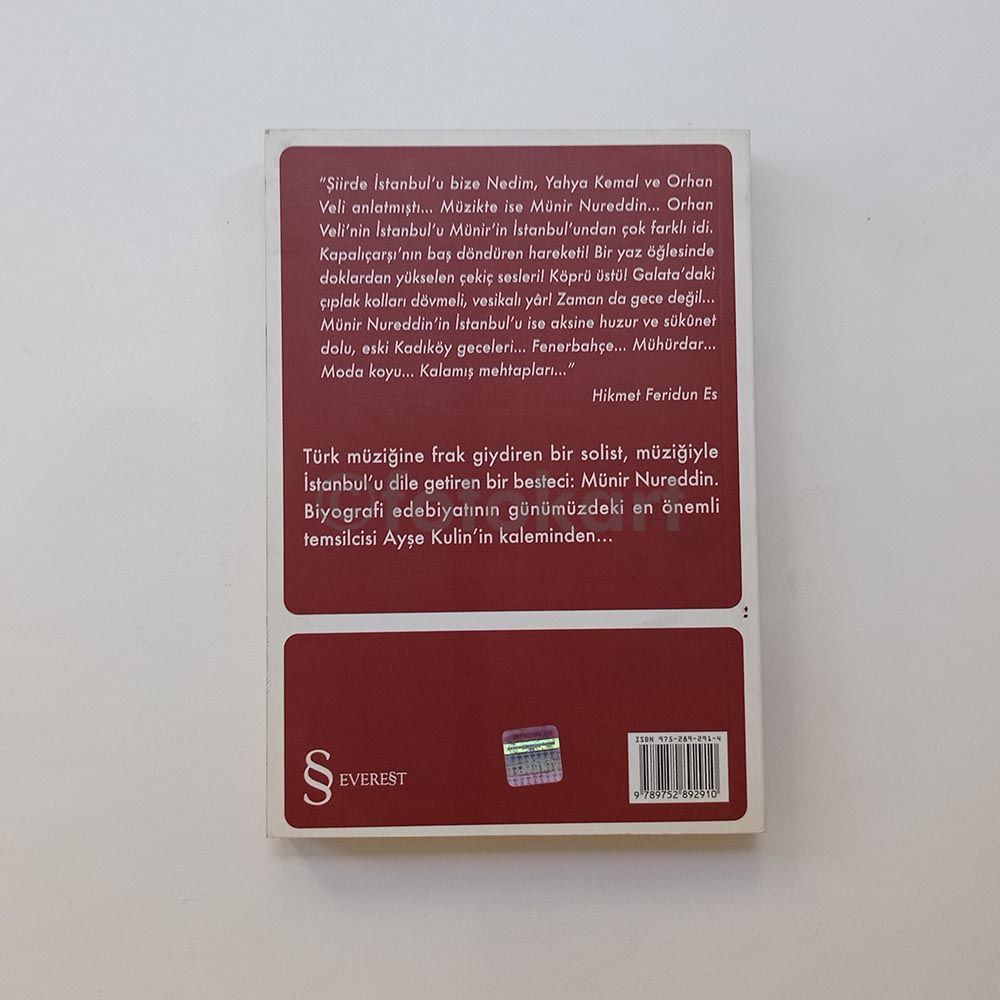 "Şiirde İstanbul'u bize Nedim, Yahya Kemal ve Orhan
Veli anlatmıştı... Müzikte ise Münir Nureddin... Orhan
Veli'nin İstanbul'u Münir'in İstanbul'undan çok farklı idi.
Kapalıçarşı'nın baş döndüren hareketi! Bir yaz öğlesinde
doklardan yükselen çekiç sesleri! Köprü üstü! Galata'daki
çıplak kolları dövmeli, vesikalı yâr! Zaman da gece değil...
Münir Nureddin'in İstanbul'u ise aksine huzur ve sükûnet
dolu, eski Kadıköy geceleri... Fenerbahçe... Mühürdar...
Moda koyu... Kalamış mehtapları..."
Hikmet Feridun Es
Türk müziğine frak giydiren bir solist, müziğiyle
İstanbul'u dile getiren bir besteci: Münir Nureddin.
Biyografi edebiyatının günümüzdeki en önemli
temsilcisi Ayşe Kulin'in kaleminden...
©fotokart
EVEREST
ISBN 975-289-291-4
9 789752 892910